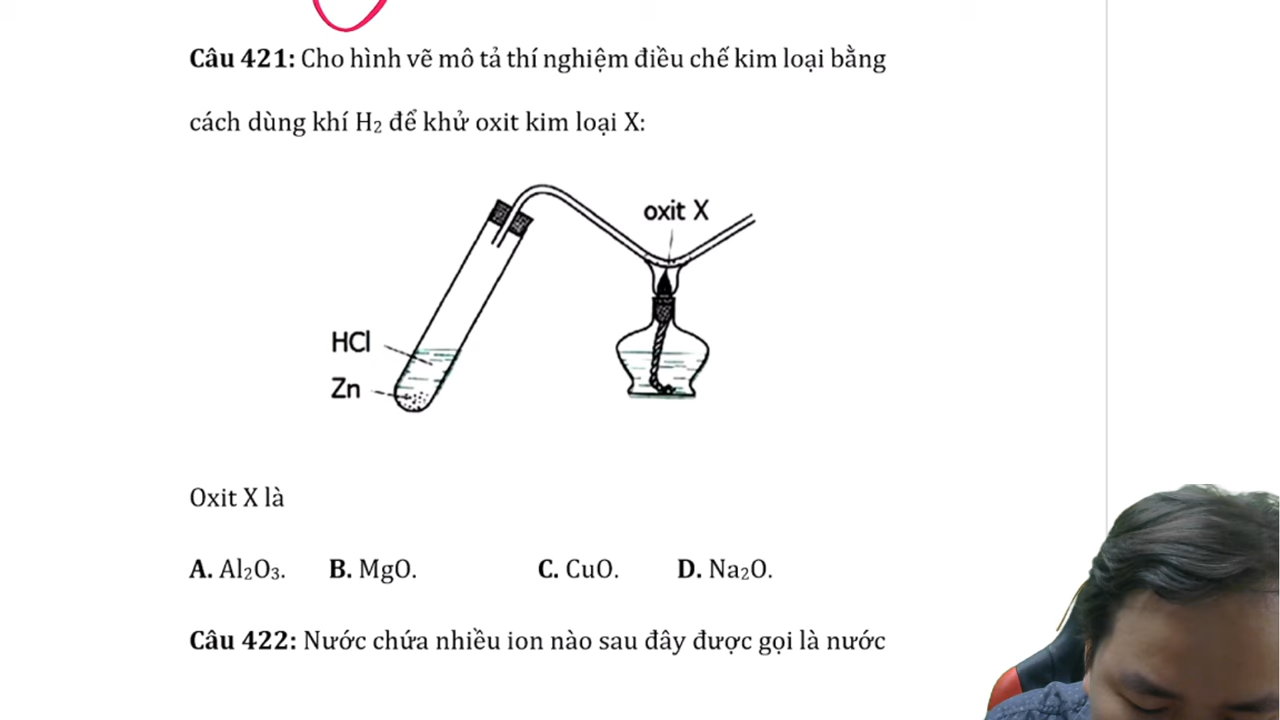 Câu 421: Cho hình vẽ mô tả thí nghiệm điều chế kim loại bằng
cách dùng khí H₂ để khử oxit kim loại X:
oxit X
HCl
Zn
Oxit X là
A. Al₂O₃. B. MgO. C. CuO. D. Na₂O.
Câu 422: Nước chứa nhiều ion nào sau đây được gọi là nước